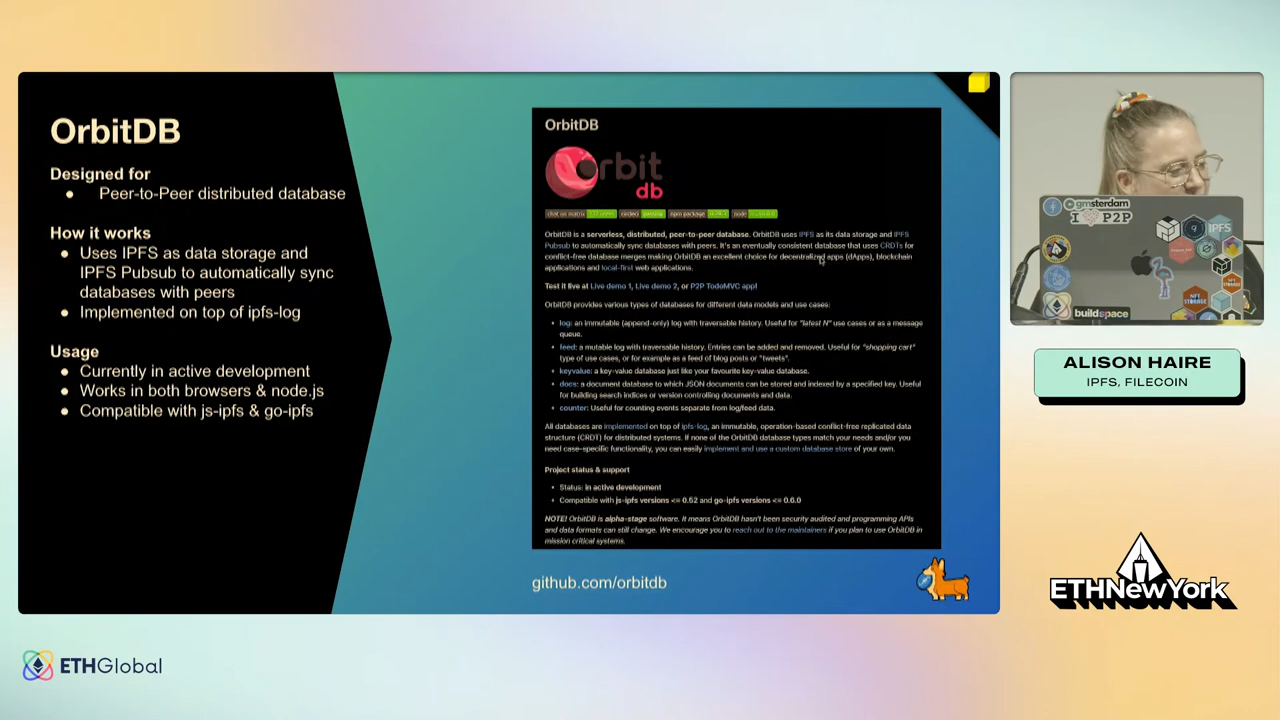 OrbitDB
Designed for
● Peer-to-Peer distributed database
How it works
● Uses IPFS as data storage and
IPFS Pubsub to automatically sync
databases with peers
● Implemented on top of ipfs-log
Usage
● Currently in active development
● Works in both browsers & node.js
● Compatible with js-ipfs & go-ipfs
OrbitDB
orbit
db
chat on matrix
circleci passing npm package node
OrbitDB is a serverless, distributed, peer-to-peer database. OrbitDB uses IPFS as its data storage and IPFS
Pubsub to automatically sync databases with peers. It's an eventually consistent database that uses CRDTs for
conflict-free database merges making OrbitDB an excellent choice for decentralized apps (dApps), blockchain
applications and local-first web applications.
Test it live at Live demo 1, Live demo 2, or P2P TodoMVC app!
OrbitDB provides various types of databases for different data models and use cases:
• log: an immutable (append-only) log with traversable history. Useful for "latest N" use cases or as a message
queue.
• feed: a mutable log with traversable history. Entries can be added and removed. Useful for "shopping cart"
type of use cases, or for example as a feed of blog posts or "tweets".
• keyvalue: a key-value database just like your favourite key-value database.
• docs: a document database to which JSON documents can be stored and indexed by a specified key. Useful
for building search indices or version controlling documents and data.
• counter: Useful for counting events separate from log/feed data.
All databases are implemented on top of ipfs-log, an immutable, operation-based conflict-free replicated data
structure (CRDT) for distributed systems. If none of the OrbitDB database types match your needs and/or you
need case-specific functionality, you can easily implement and use a custom database store of your own.
Project status & support
• Status: in active development
• Compatible with js-ipfs versions <= 0.52 and go-ipfs versions <= 0.6.0
NOTE! OrbitDB is alpha-stage software. It means OrbitDB hasn't been security audited and programming APIs
and data formats can still change. We encourage you to reach out to the maintainers if you plan to use OrbitDB in
mission critical systems.
github.com/orbitdb
gmsterdam
I P2P
IPFS
NFT
STORAGE
buildspace
ALISON HAIRE
IPFS, FILECOIN
ETHNewYork
ETHGlobal